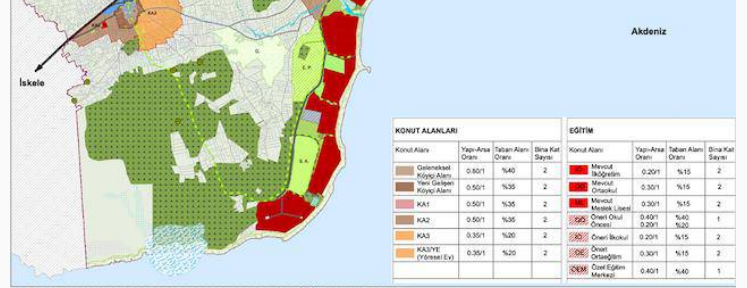 KA3
Akdeniz
İskele
G.
E. P.
G. A.
KONUT ALANLARI
Konut Alanı Yapı-Arsa Oranı Taban Alanı Oranı Bina Kat Sayısı
Geleneksel Köyiçi Alanı 0.60/1 %40 2
Yeni Gelişen Köyiçi Alanı 0.50/1 %35 2
KA1 0.50/1 %35 2
KA2 0.50/1 %35 2
KA3 0.35/1 %20 2
KA3/YE (Yöresel Ev) 0.35/1 %20 2
EĞİTİM
Konut Alanı Yapı-Arsa Oranı Taban Alanı Oranı Bina Kat Sayısı
Mevcut İlköğretim 0.20/1 %15 2
Mevcut Ortaokul 0.30/1 %15 2
Mevcut Meslek Lisesi 0.30/1 %15 2
Öneri Okul Öncesi 0.40/1 0.20/1 %40 %20 1
Öneri İlkokul 0.20/1 %15 2
OE Öneri Ortaeğitim 0.30/1 %15 2
OEM Özel Eğitim Merkezi 0.40/1 %40 1